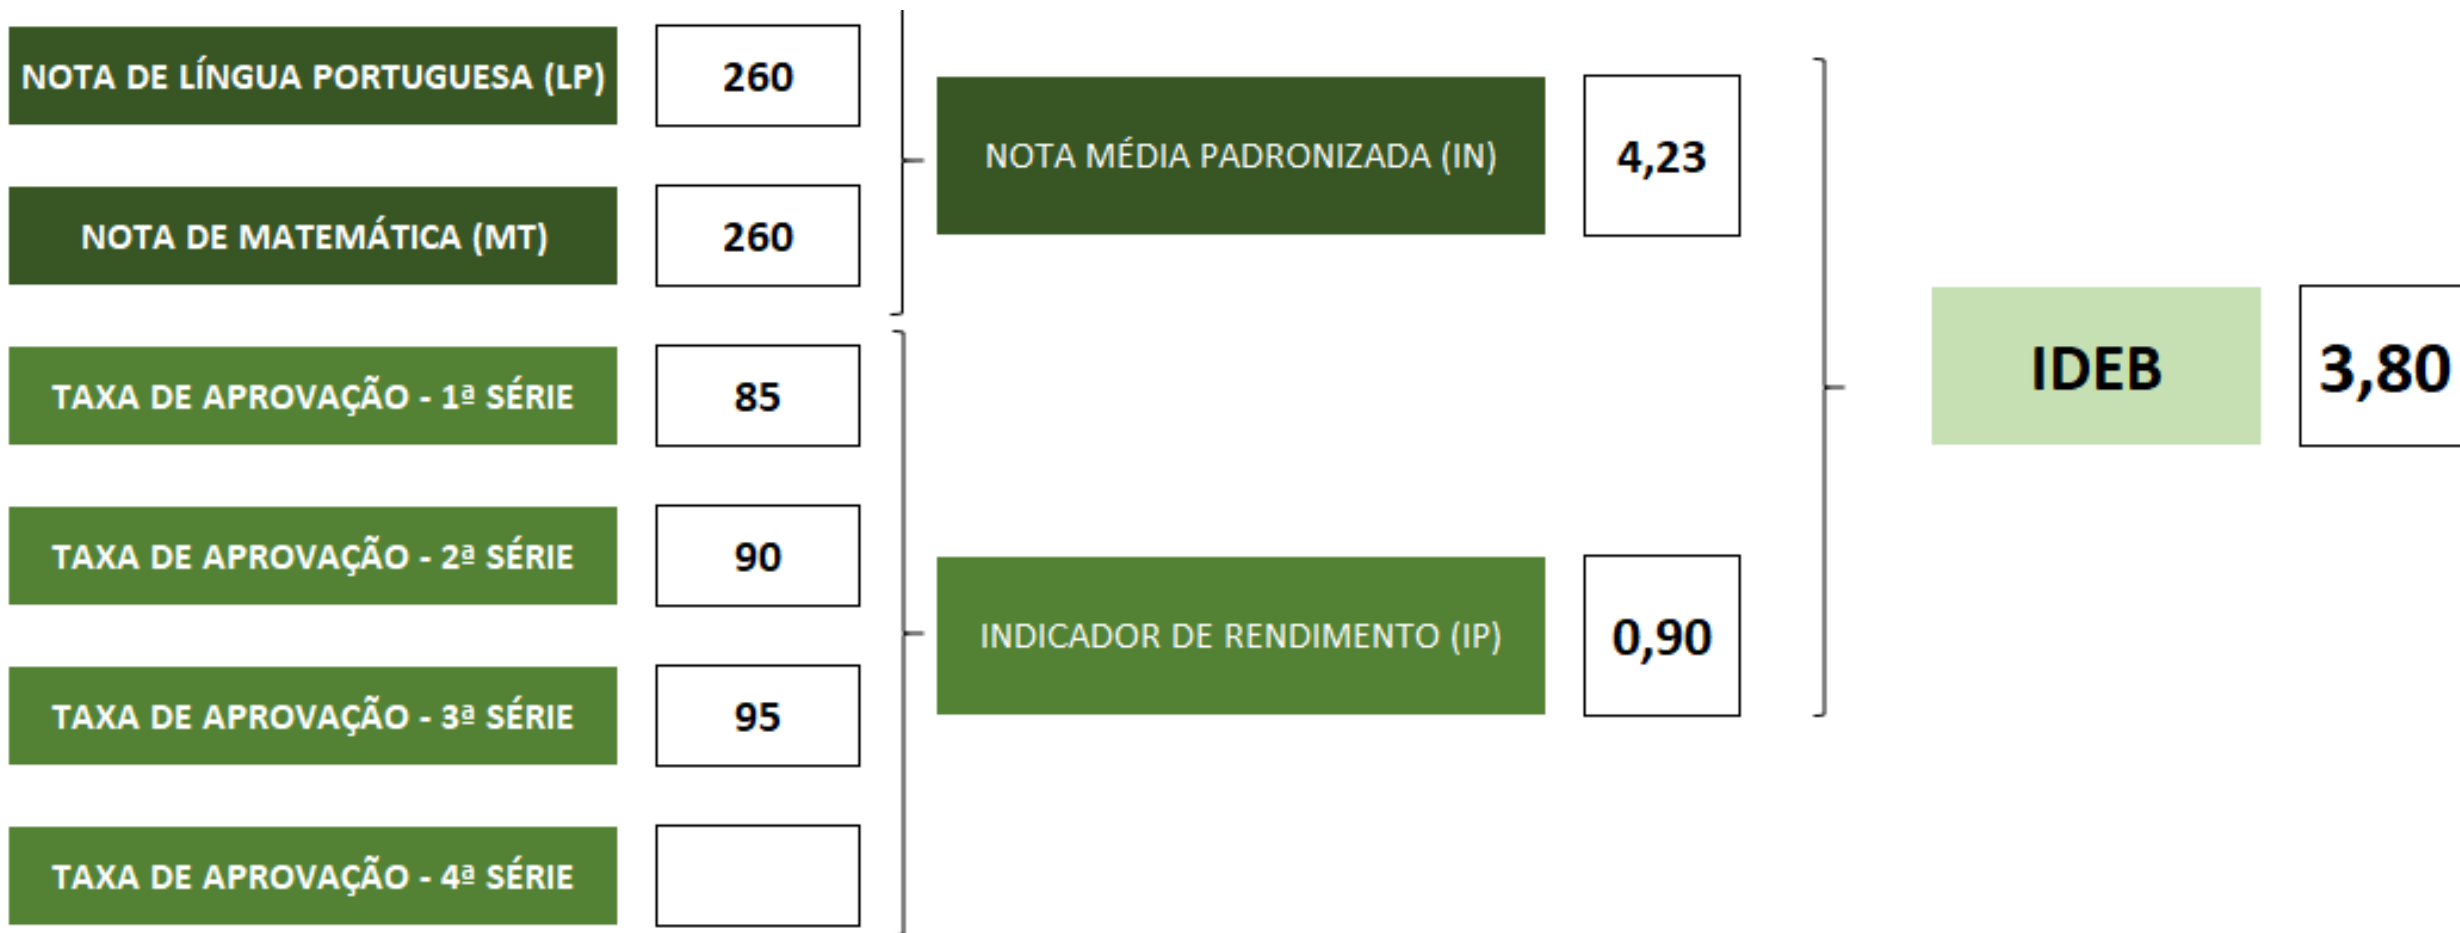 NOTA DE LÍNGUA PORTUGUESA (LP)
260
NOTA DE MATEMÁTICA (MT)
260
NOTA MÉDIA PADRONIZADA (IN)
4,23
TAXA DE APROVAÇÃO - 1ª SÉRIE
85
TAXA DE APROVAÇÃO - 2ª SÉRIE
90
TAXA DE APROVAÇÃO - 3ª SÉRIE
95
TAXA DE APROVAÇÃO - 4ª SÉRIE
INDICADOR DE RENDIMENTO (IP)
0,90
IDEB
3,80